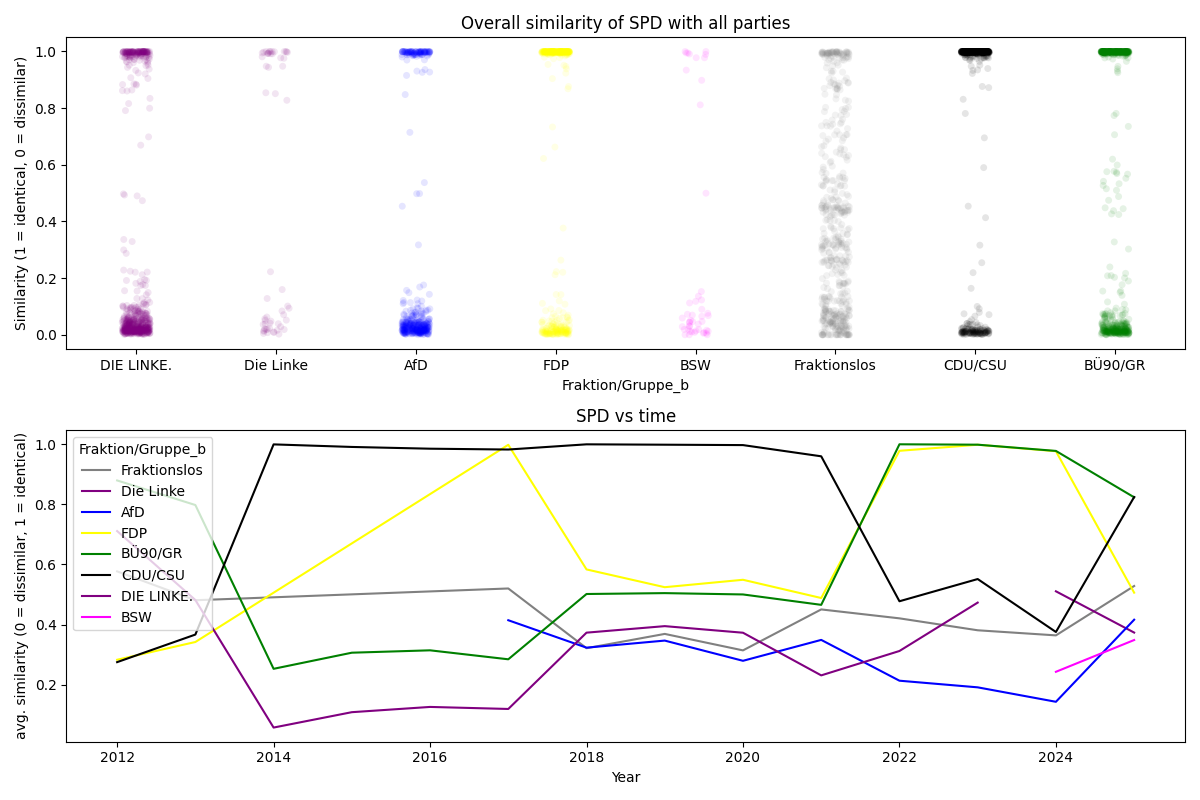 Overall similarity of SPD with all parties
Similarity (1 = identical, 0 = dissimilar)
1.0
0.8
0.6
0.4
0.2
0.0
DIE LINKE. Die Linke AfD FDP BSW Fraktionslos CDU/CSU BÜ90/GR
Fraktion/Gruppe_b
SPD vs time
avg. similarity (0 = dissimilar, 1 = identical)
1.0
0.8
0.6
0.4
0.2
Fraktion/Gruppe_b
Fraktionslos
Die Linke
AfD
FDP
BÜ90/GR
CDU/CSU
DIE LINKE.
BSW
2012 2014 2016 2018 2020 2022 2024
Year